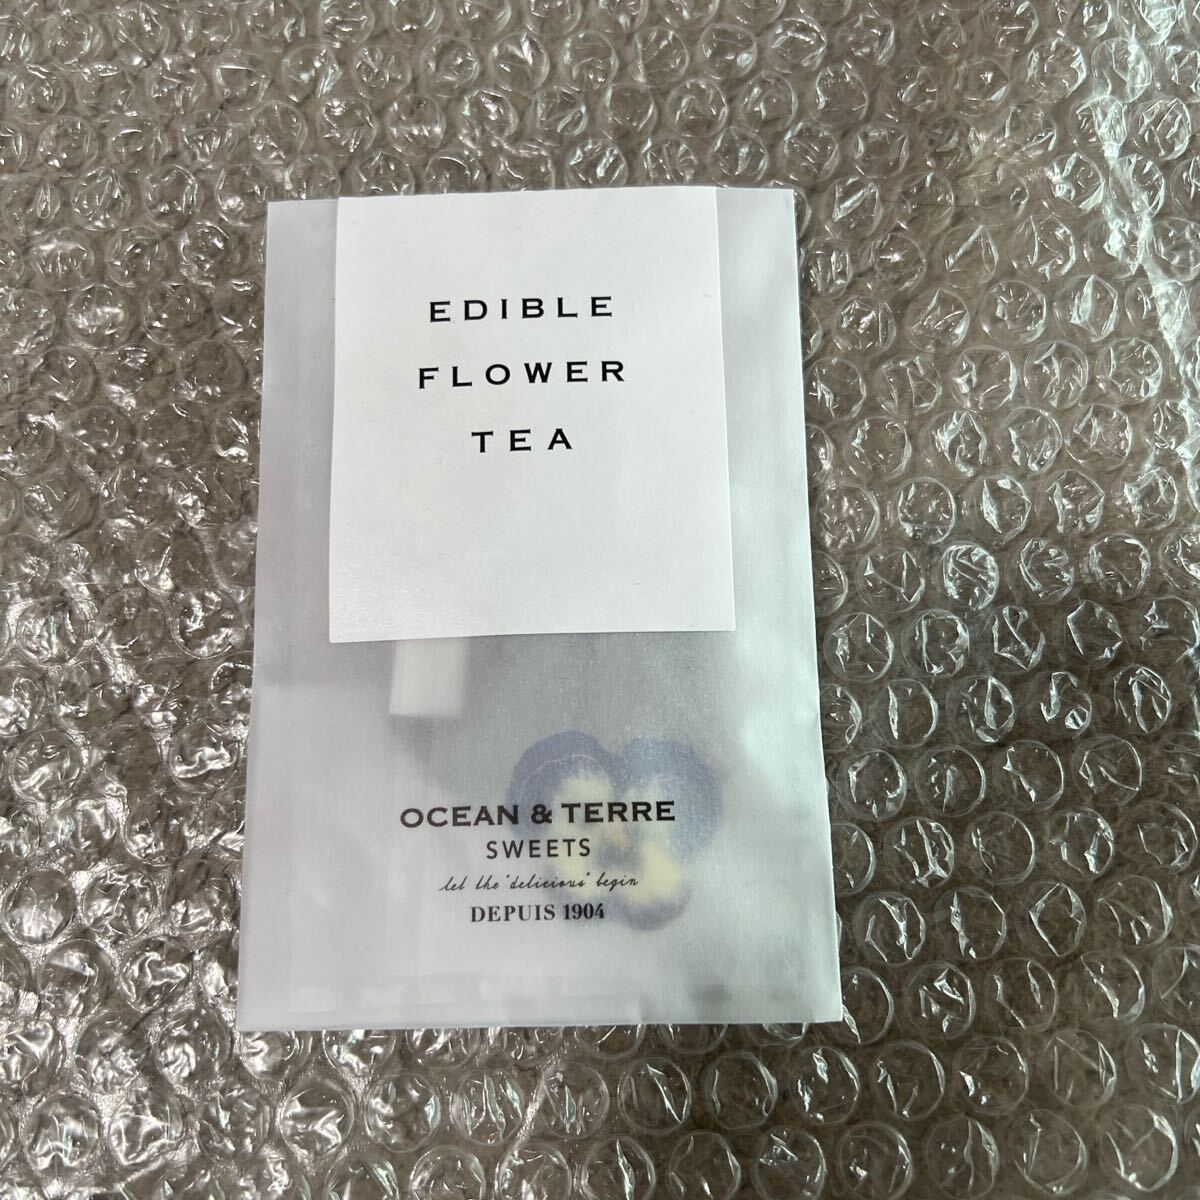 EDIBLE
FLOWER
TEA
OCEAN & TERRE
SWEETS
let the "delicious" begin
DEPUIS 1904